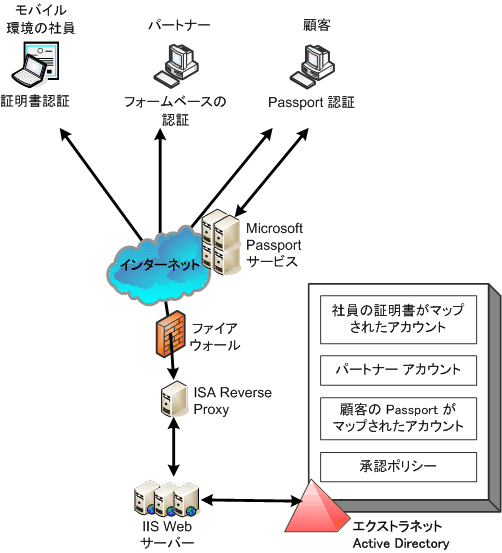 モバイル
環境の社員
パートナー
顧客
証明書認証
フォームベースの
認証
Passport 認証
Microsoft
Passport
サービス
インターネット
ファイア
ウォール
ISA Reverse
Proxy
IIS Web
サーバー
社員の証明書がマップ
されたアカウント
パートナー アカウント
顧客の Passport が
マップされたアカウント
承認ポリシー
エクストラネット
Active Directory